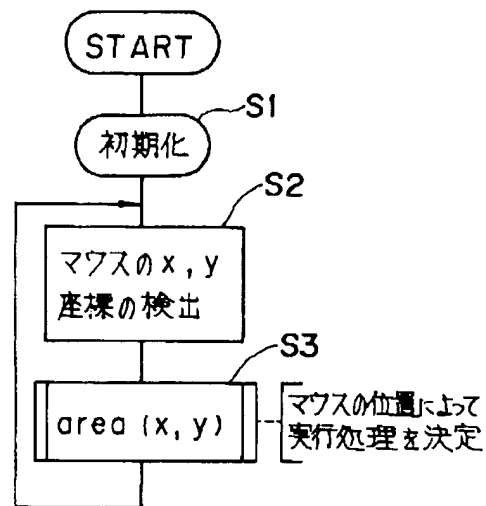 START
初期化
S1
S2
マウスのx,y
座標の検出
S3
area (x,y)
マウスの位置によって
実行処理を決定